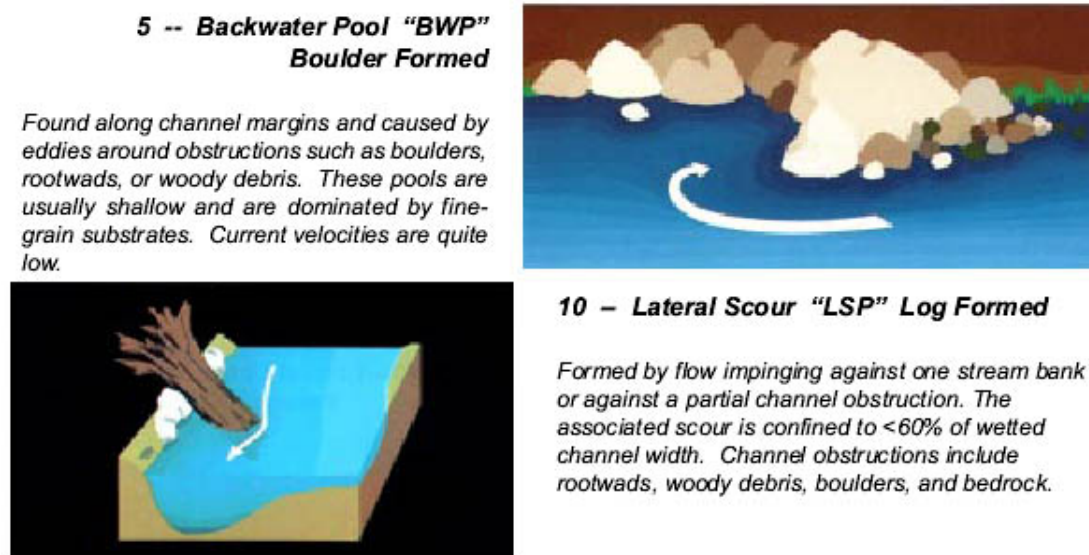 5 -- Backwater Pool “BWP”
Boulder Formed
Found along channel margins and caused by
eddies around obstructions such as boulders,
rootwads, or woody debris. These pools are
usually shallow and are dominated by fine-
grain substrates. Current velocities are quite
low.
10 – Lateral Scour “LSP” Log Formed
Formed by flow impinging against one stream bank
or against a partial channel obstruction. The
associated scour is confined to <60% of wetted
channel width. Channel obstructions include
rootwads, woody debris, boulders, and bedrock.